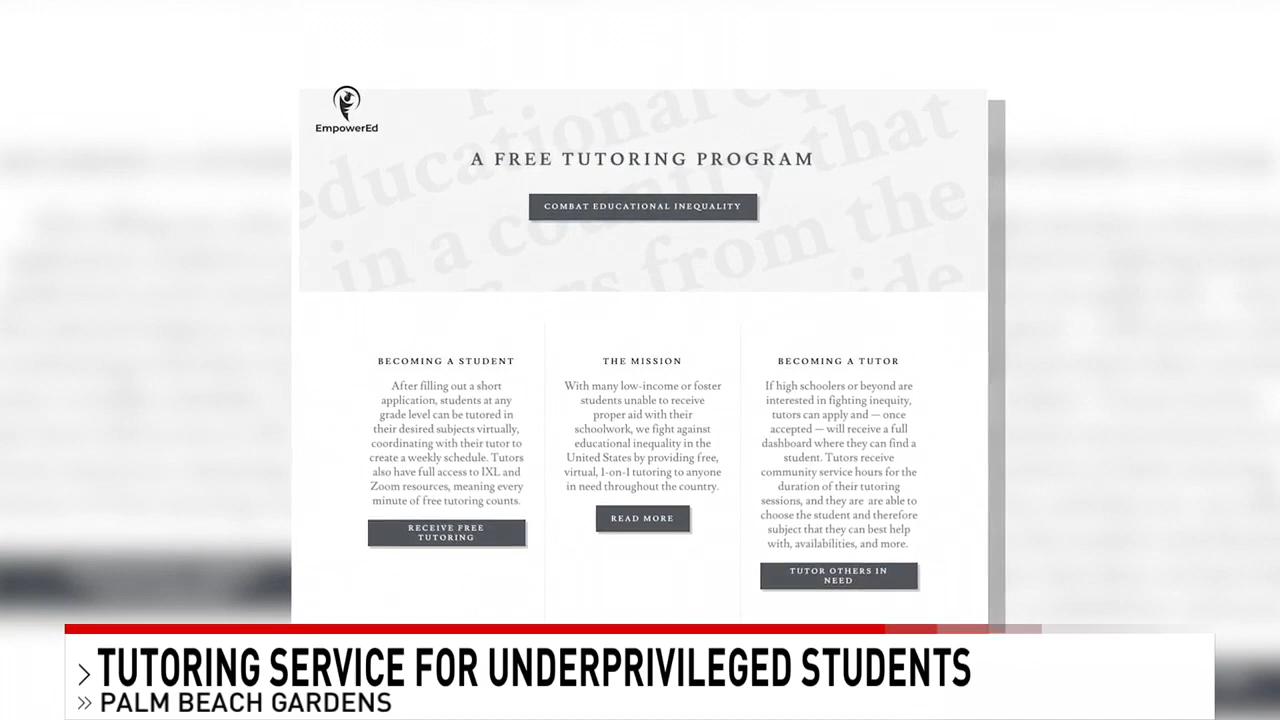 EmpowerEd
educational
in a country that
from the
A FREE TUTORING PROGRAM
COMBAT EDUCATIONAL INEQUALITY
BECOMING A STUDENT
After filling out a short
application, students at any
grade level can be tutored in
their desired subjects virtually,
coordinating with their tutor to
create a weekly schedule. Tutors
also have full access to IXL and
Zoom resources, meaning every
minute of free tutoring counts.
RECEIVE FREE
TUTORING
THE MISSION
With many low-income or foster
students unable to receive
proper aid with their
schoolwork, we fight against
educational inequality in the
United States by providing free,
virtual, 1-on-1 tutoring to anyone
in need throughout the country.
READ MORE
BECOMING A TUTOR
If high schoolers or beyond are
interested in fighting inequity,
tutors can apply and — once
accepted — will receive a full
dashboard where they can find a
student. Tutors receive
community service hours for the
duration of their tutoring
sessions, and they are are able to
choose the student and therefore
subject that they can best help
with, availabilities, and more.
TUTOR OTHERS IN
NEED
TUTORING SERVICE FOR UNDERPRIVILEGED STUDENTS
PALM BEACH GARDENS